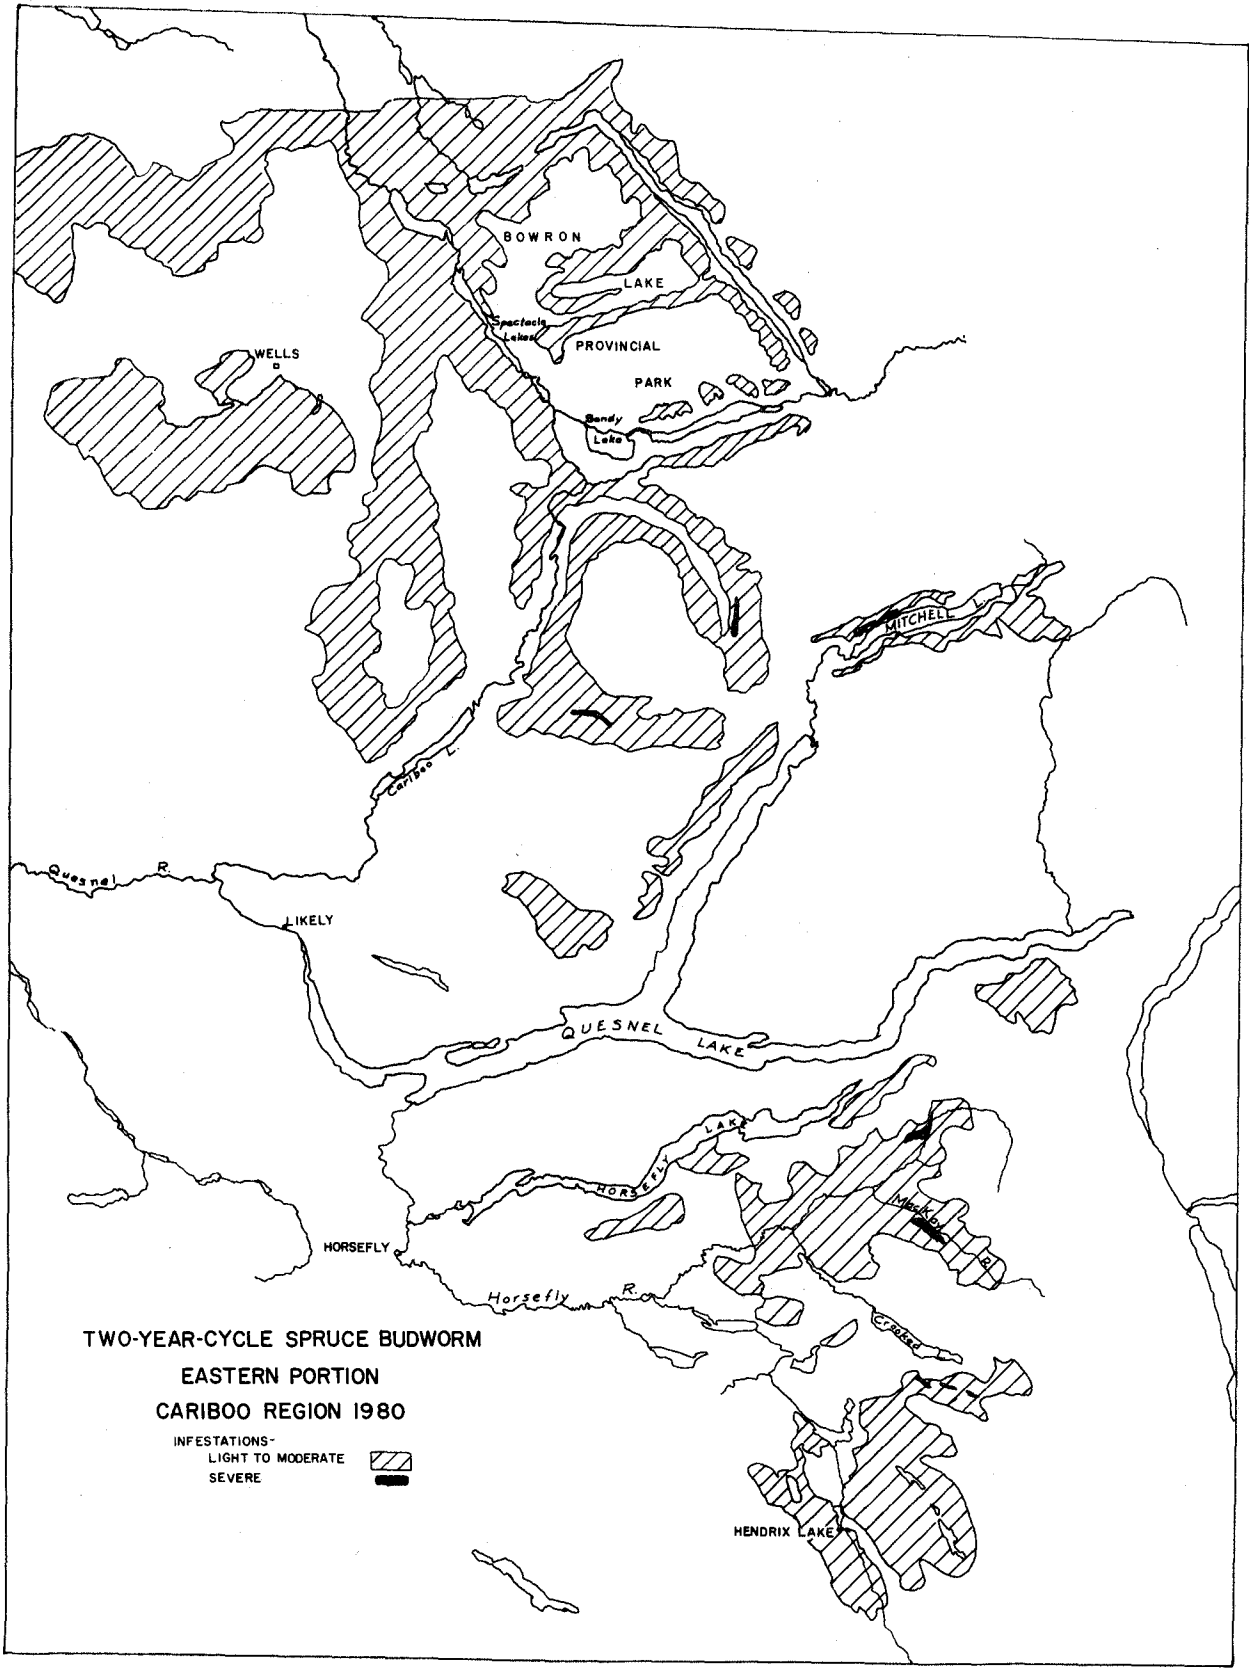 BOWRON
LAKE
Spectacle
Lakes
PROVINCIAL
WELLS
PARK
Sandy
Lake
MITCHELL L.
Cariboo L.
Quesnel R.
LIKELY
QUESNEL LAKE
HORSEFLY LAKE
MacKay R.
HORSEFLY
Horsefly R.
Crooked L.
TWO-YEAR-CYCLE SPRUCE BUDWORM
EASTERN PORTION
CARIBOO REGION 1980
INFESTATIONS-
LIGHT TO MODERATE
SEVERE
HENDRIX LAKE